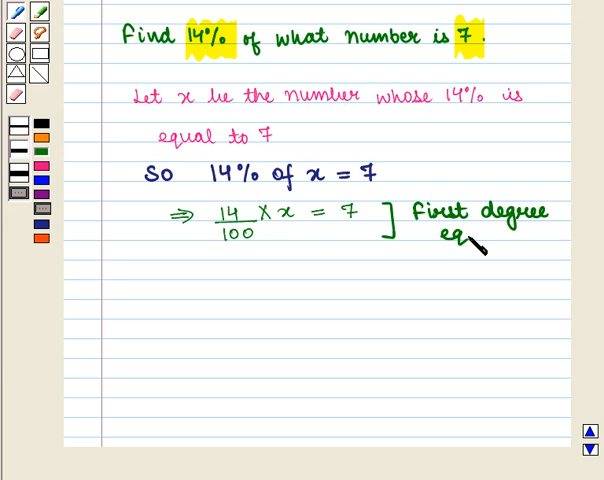 Find 14% of what number is 7.
Let x be the number whose 14% is
equal to 7
So 14% of x = 7
⇒ 14/100 × x = 7 ] First degree
eq